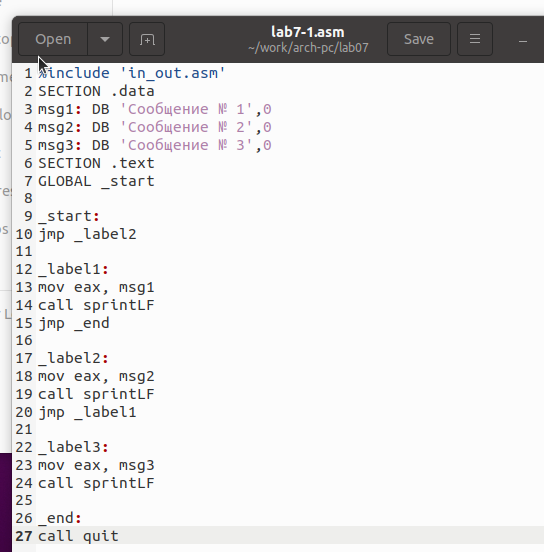 Open
lab7-1.asm
~/work/arch-pc/lab07
Save
1 %include 'in_out.asm'
2 SECTION .data
3 msg1: DB 'Сообщение № 1',0
4 msg2: DB 'Сообщение № 2',0
5 msg3: DB 'Сообщение № 3',0
6 SECTION .text
7 GLOBAL _start
8
9 _start:
10 jmp _label2
11
12 _label1:
13 mov eax, msg1
14 call sprintLF
15 jmp _end
16
17 _label2:
18 mov eax, msg2
19 call sprintLF
20 jmp _label1
21
22 _label3:
23 mov eax, msg3
24 call sprintLF
25
26 _end:
27 call quit